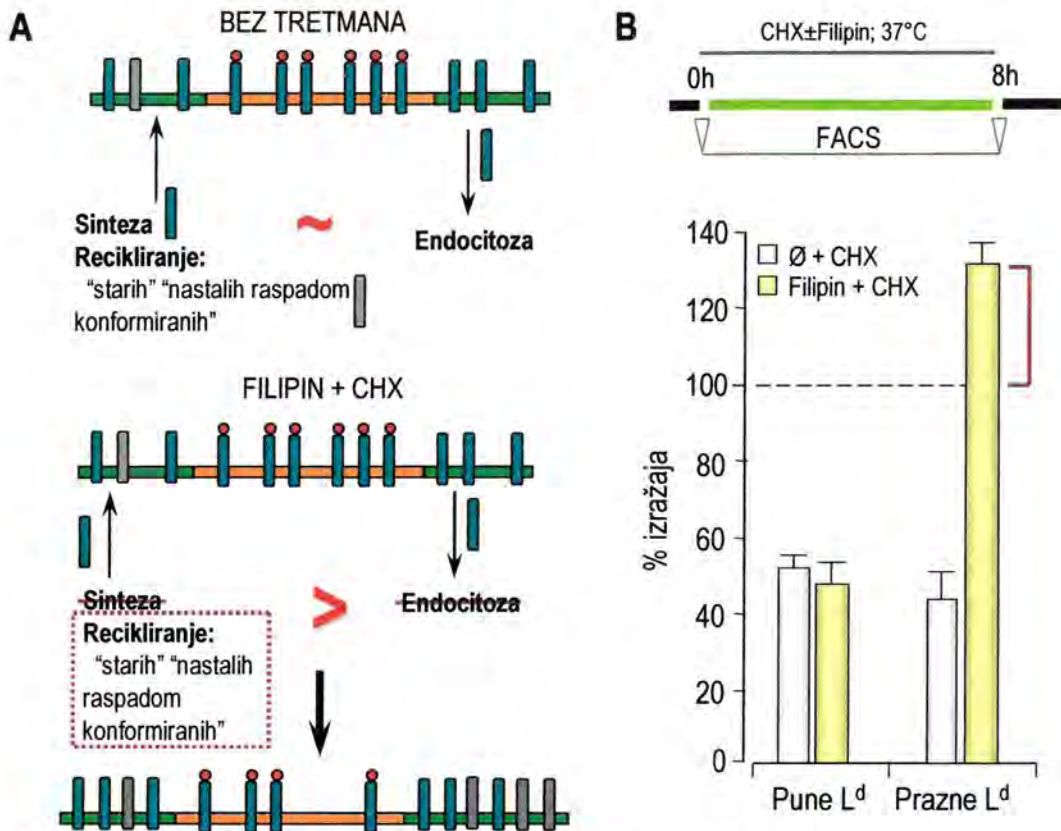 A
BEZ TRETMANA
Sinteza
~
Endocitoza
Recikliranje:
“starih” “nastalih raspadom
konformiranih”
FILIPIN + CHX
Sinteza
>
Endocitoza
Recikliranje:
“starih” “nastalih
raspadom
konformiranih”
B
CHX±Filipin; 37°C
0h
8h
FACS
% izražaja
140
120
100
80
60
40
20
0
Ø + CHX
Filipin + CHX
Pune Lᵈ
Prazne Lᵈ